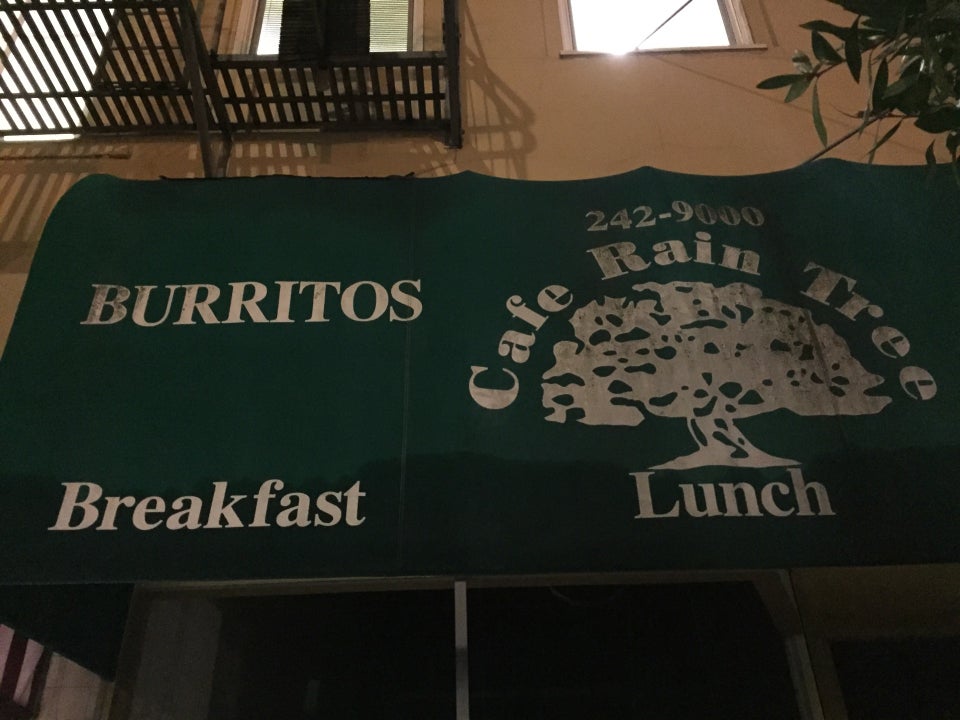 242-9000
Cafe Rain Tree
BURRITOS
Breakfast
Lunch